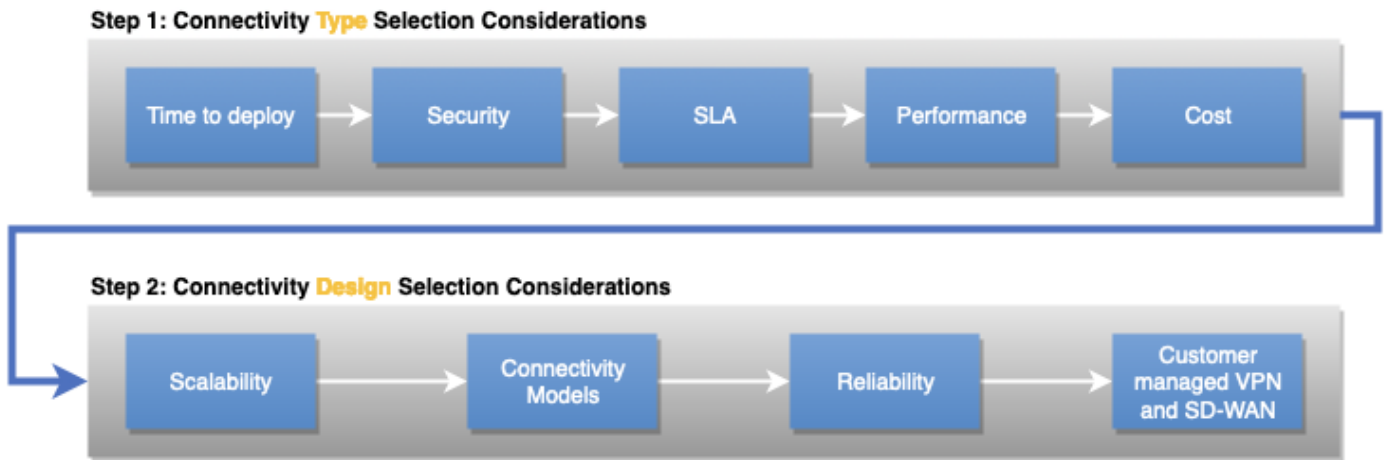 Step 1: Connectivity Type Selection Considerations
Time to deploy
Security
SLA
Performance
Cost
Step 2: Connectivity Design Selection Considerations
Scalability
Connectivity
Models
Reliability
Customer
managed VPN
and SD-WAN